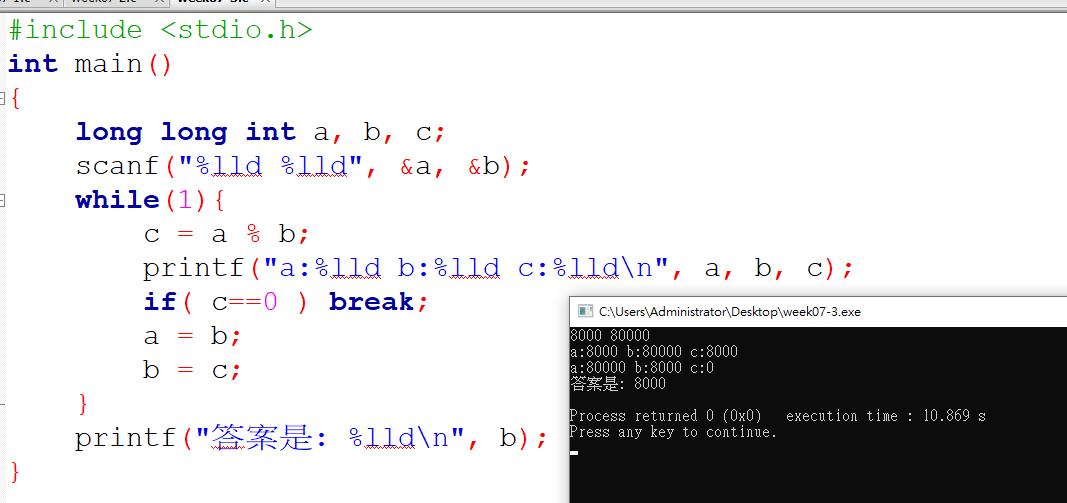 #include <stdio.h>
int main()
{
    long long int a, b, c;
    scanf("%lld %lld", &a, &b);
    while(1){
        c = a % b;
        printf("a:%lld b:%lld c:%lld\n", a, b, c);
        if( c==0 ) break;
        a = b;
        b = c;
    }
    printf("答案是: %lld\n", b);
}
C:\Users\Administrator\Desktop\week07-3.exe
8000 80000
a:8000 b:80000 c:8000
a:80000 b:8000 c:0
答案是: 8000
Process returned 0 (0x0)   execution time : 10.869 s
Press any key to continue.